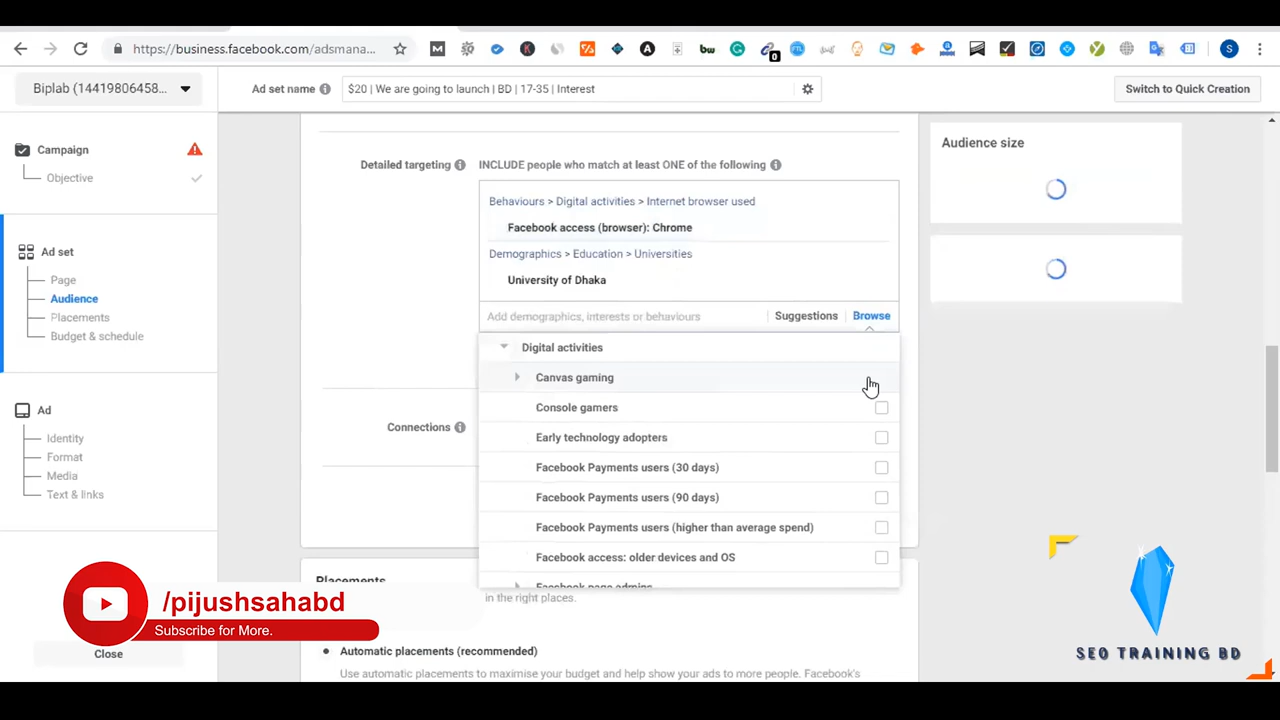 https://business.facebook.com/adsmana...
Biplab (14419806458... 
Ad set name
$20 | We are going to launch | BD | 17-35 | Interest
Switch to Quick Creation
Campaign
Objective
Ad set
Page
Audience
Placements
Budget & schedule
Ad
Identity
Format
Media
Text & links
Close
Detailed targeting
INCLUDE people who match at least ONE of the following
Behaviours > Digital activities > Internet browser used
Facebook access (browser): Chrome
Demographics > Education > Universities
University of Dhaka
Add demographics, interests or behaviours
Suggestions
Browse
Digital activities
Canvas gaming
Console gamers
Early technology adopters
Facebook Payments users (30 days)
Facebook Payments users (90 days)
Facebook Payments users (higher than average spend)
Facebook access: older devices and OS
Facebook page admins
Connections
Placements
in the right places.
Automatic placements (recommended)
Use automatic placements to maximise your budget and help show your ads to more people. Facebook's
Audience size
/pijushsahabd
Subscribe for More.
SEO TRAINING BD